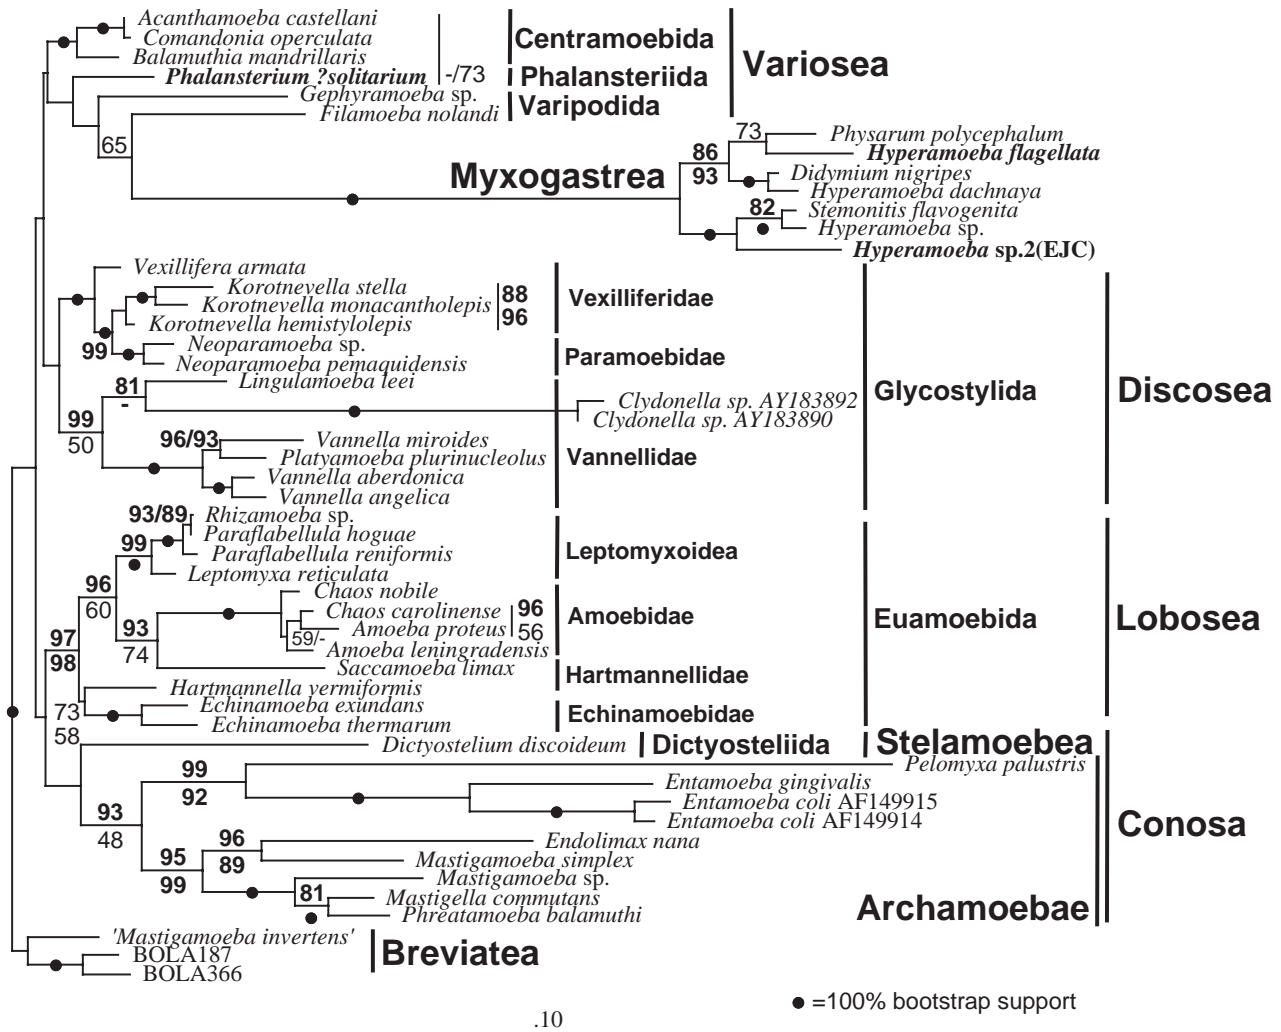 Acanthamoeba castellani
Comandonia operculata
Balamuthia mandrillaris
Phalansterium ?solitarium
-/73
Gephyramoeba sp.
Filamoeba nolandi
65
Centramoebida
Phalansteriida
Varipodida
Variosea
Myxogastrea
86
93
73
Physarum polycephalum
Hyperamoeba flagellata
Didymium nigripes
Hyperamoeba dachnaya
82
Stemonitis flavogenita
Hyperamoeba sp.
Hyperamoeba sp.2(EJC)
Vexillifera armata
Korotnevella stella
Korotnevella monacantholepis
Korotnevella hemistylolepis
88
96
99
Neoparamoeba sp.
Neoparamoeba pemaquidensis
Vexilliferidae
Paramoebidae
81
-
Lingulamoeba leei
Clydonella sp. AY183892
Clydonella sp. AY183890
99
50
96/93
Vannella miroides
Platyamoeba plurinucleolus
Vannella aberdonica
Vannella angelica
Vannellidae
Glycostylida
Discosea
93/89
Rhizamoeba sp.
Paraflabellula hoguae
99
Paraflabellula reniformis
Leptomyxa reticulata
Leptomyxoidea
96
60
Chaos nobile
Chaos carolinense
96
Amoeba proteus
56
59/-
Amoeba leningradensis
93
74
Saccamoeba limax
Amoebidae
Hartmannellidae
97
98
Hartmannella vermiformis
73
58
Echinamoeba exundans
Echinamoeba thermarum
Echinamoebidae
Euamoebida
Lobosea
Dictyostelium discoideum
Dictyosteliida
Stelamoebea
99
92
Pelomyxa palustris
Entamoeba gingivalis
Entamoeba coli AF149915
Entamoeba coli AF149914
93
48
96
89
Endolimax nana
Mastigamoeba simplex
95
99
Mastigamoeba sp.
81
Mastigella commutans
Phreatamoeba balamuthi
Archamoebae
Conosa
'Mastigamoeba invertens'
BOLA187
BOLA366
Breviatea
=100% bootstrap support
.10